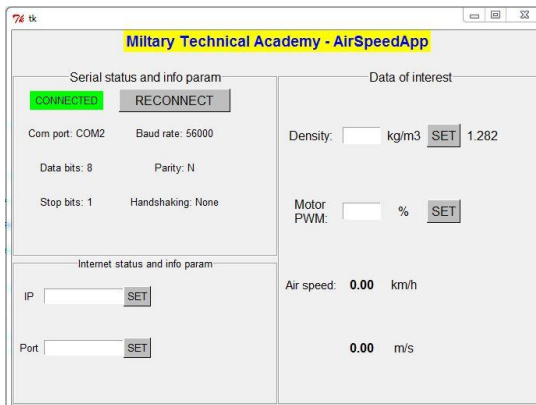 tk
Miltary Technical Academy - AirSpeedApp
Serial status and info param
CONNECTED RECONNECT
Com port: COM2 Baud rate: 56000
Data bits: 8 Parity: N
Stop bits: 1 Handshaking: None
Internet status and info param
IP SET
Port SET
Data of interest
Density: kg/m3 SET 1.282
Motor
PWM: % SET
Air speed: 0.00 km/h
0.00 m/s